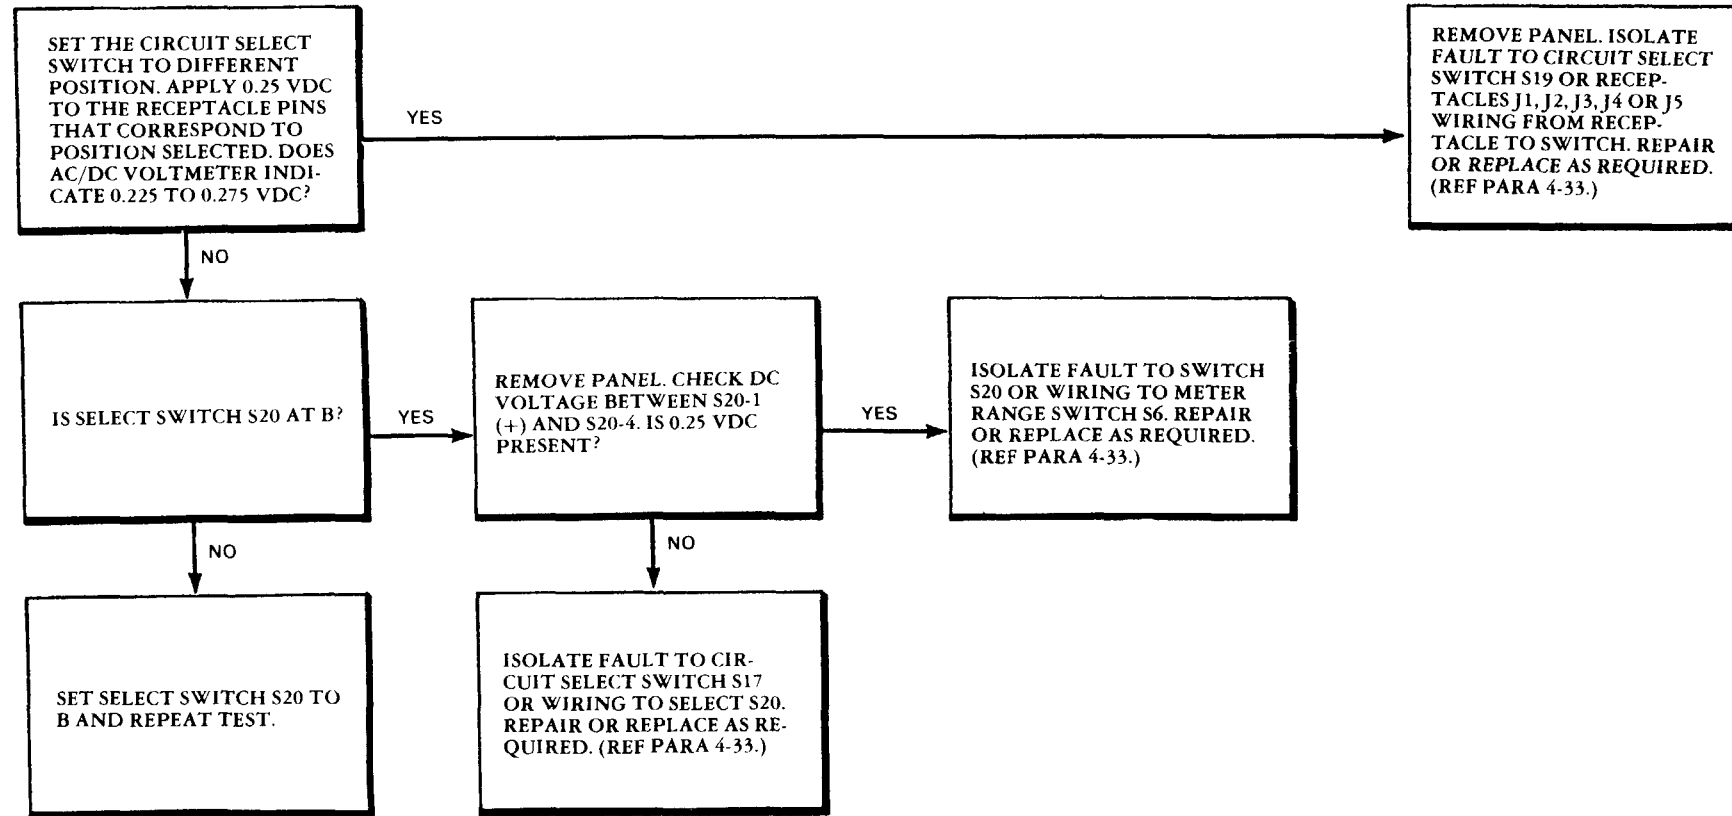 SET THE CIRCUIT SELECT
SWITCH TO DIFFERENT
POSITION. APPLY 0.25 VDC
TO THE RECEPTACLE PINS
THAT CORRESPOND TO
POSITION SELECTED. DOES
AC/DC VOLTMETER INDI-
CATE 0.225 TO 0.275 VDC?
YES
REMOVE PANEL. ISOLATE
FAULT TO CIRCUIT SELECT
SWITCH S19 OR RECEP-
TACLES J1, J2, J3, J4 OR J5
WIRING FROM RECEP-
TACLE TO SWITCH. REPAIR
OR REPLACE AS REQUIRED.
(REF PARA 4-33.)
NO
IS SELECT SWITCH S20 AT B?
YES
REMOVE PANEL. CHECK DC
VOLTAGE BETWEEN S20-1
(+) AND S20-4. IS 0.25 VDC
PRESENT?
YES
ISOLATE FAULT TO SWITCH
S20 OR WIRING TO METER
RANGE SWITCH S6. REPAIR
OR REPLACE AS REQUIRED.
(REF PARA 4-33.)
NO
NO
SET SELECT SWITCH S20 TO
B AND REPEAT TEST.
ISOLATE FAULT TO CIR-
CUIT SELECT SWITCH S17
OR WIRING TO SELECT S20.
REPAIR OR REPLACE AS RE-
QUIRED. (REF PARA 4-33.)